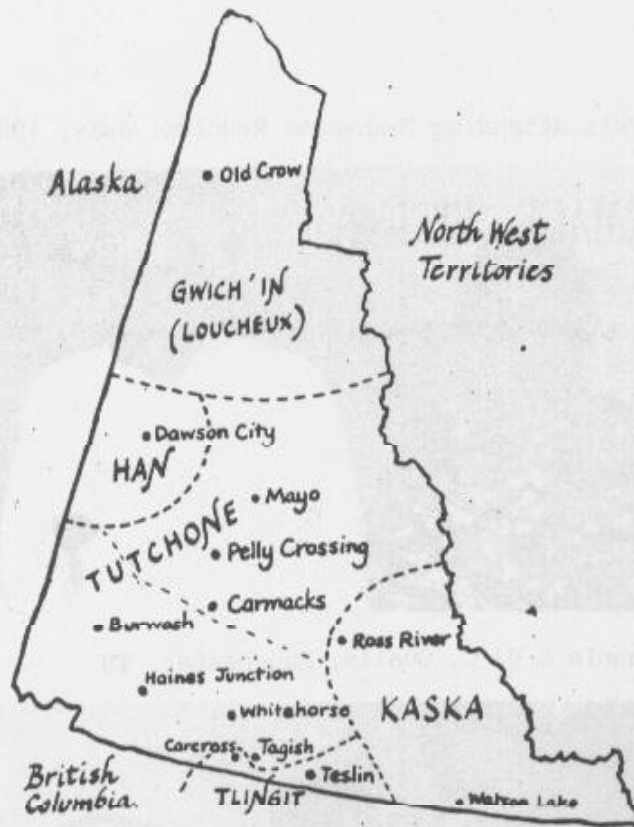 Alaska
Old Crow
North West
Territories
GWICH'IN
(LOUCHEUX)
Dawson City
HAN
Mayo
TUTCHONE
Pelly Crossing
Carmacks
Burwash
Ross River
Haines Junction
KASKA
Whitehorse
Carcross
Tagish
Teslin
British
Columbia.
TLINGIT
Watson Lake